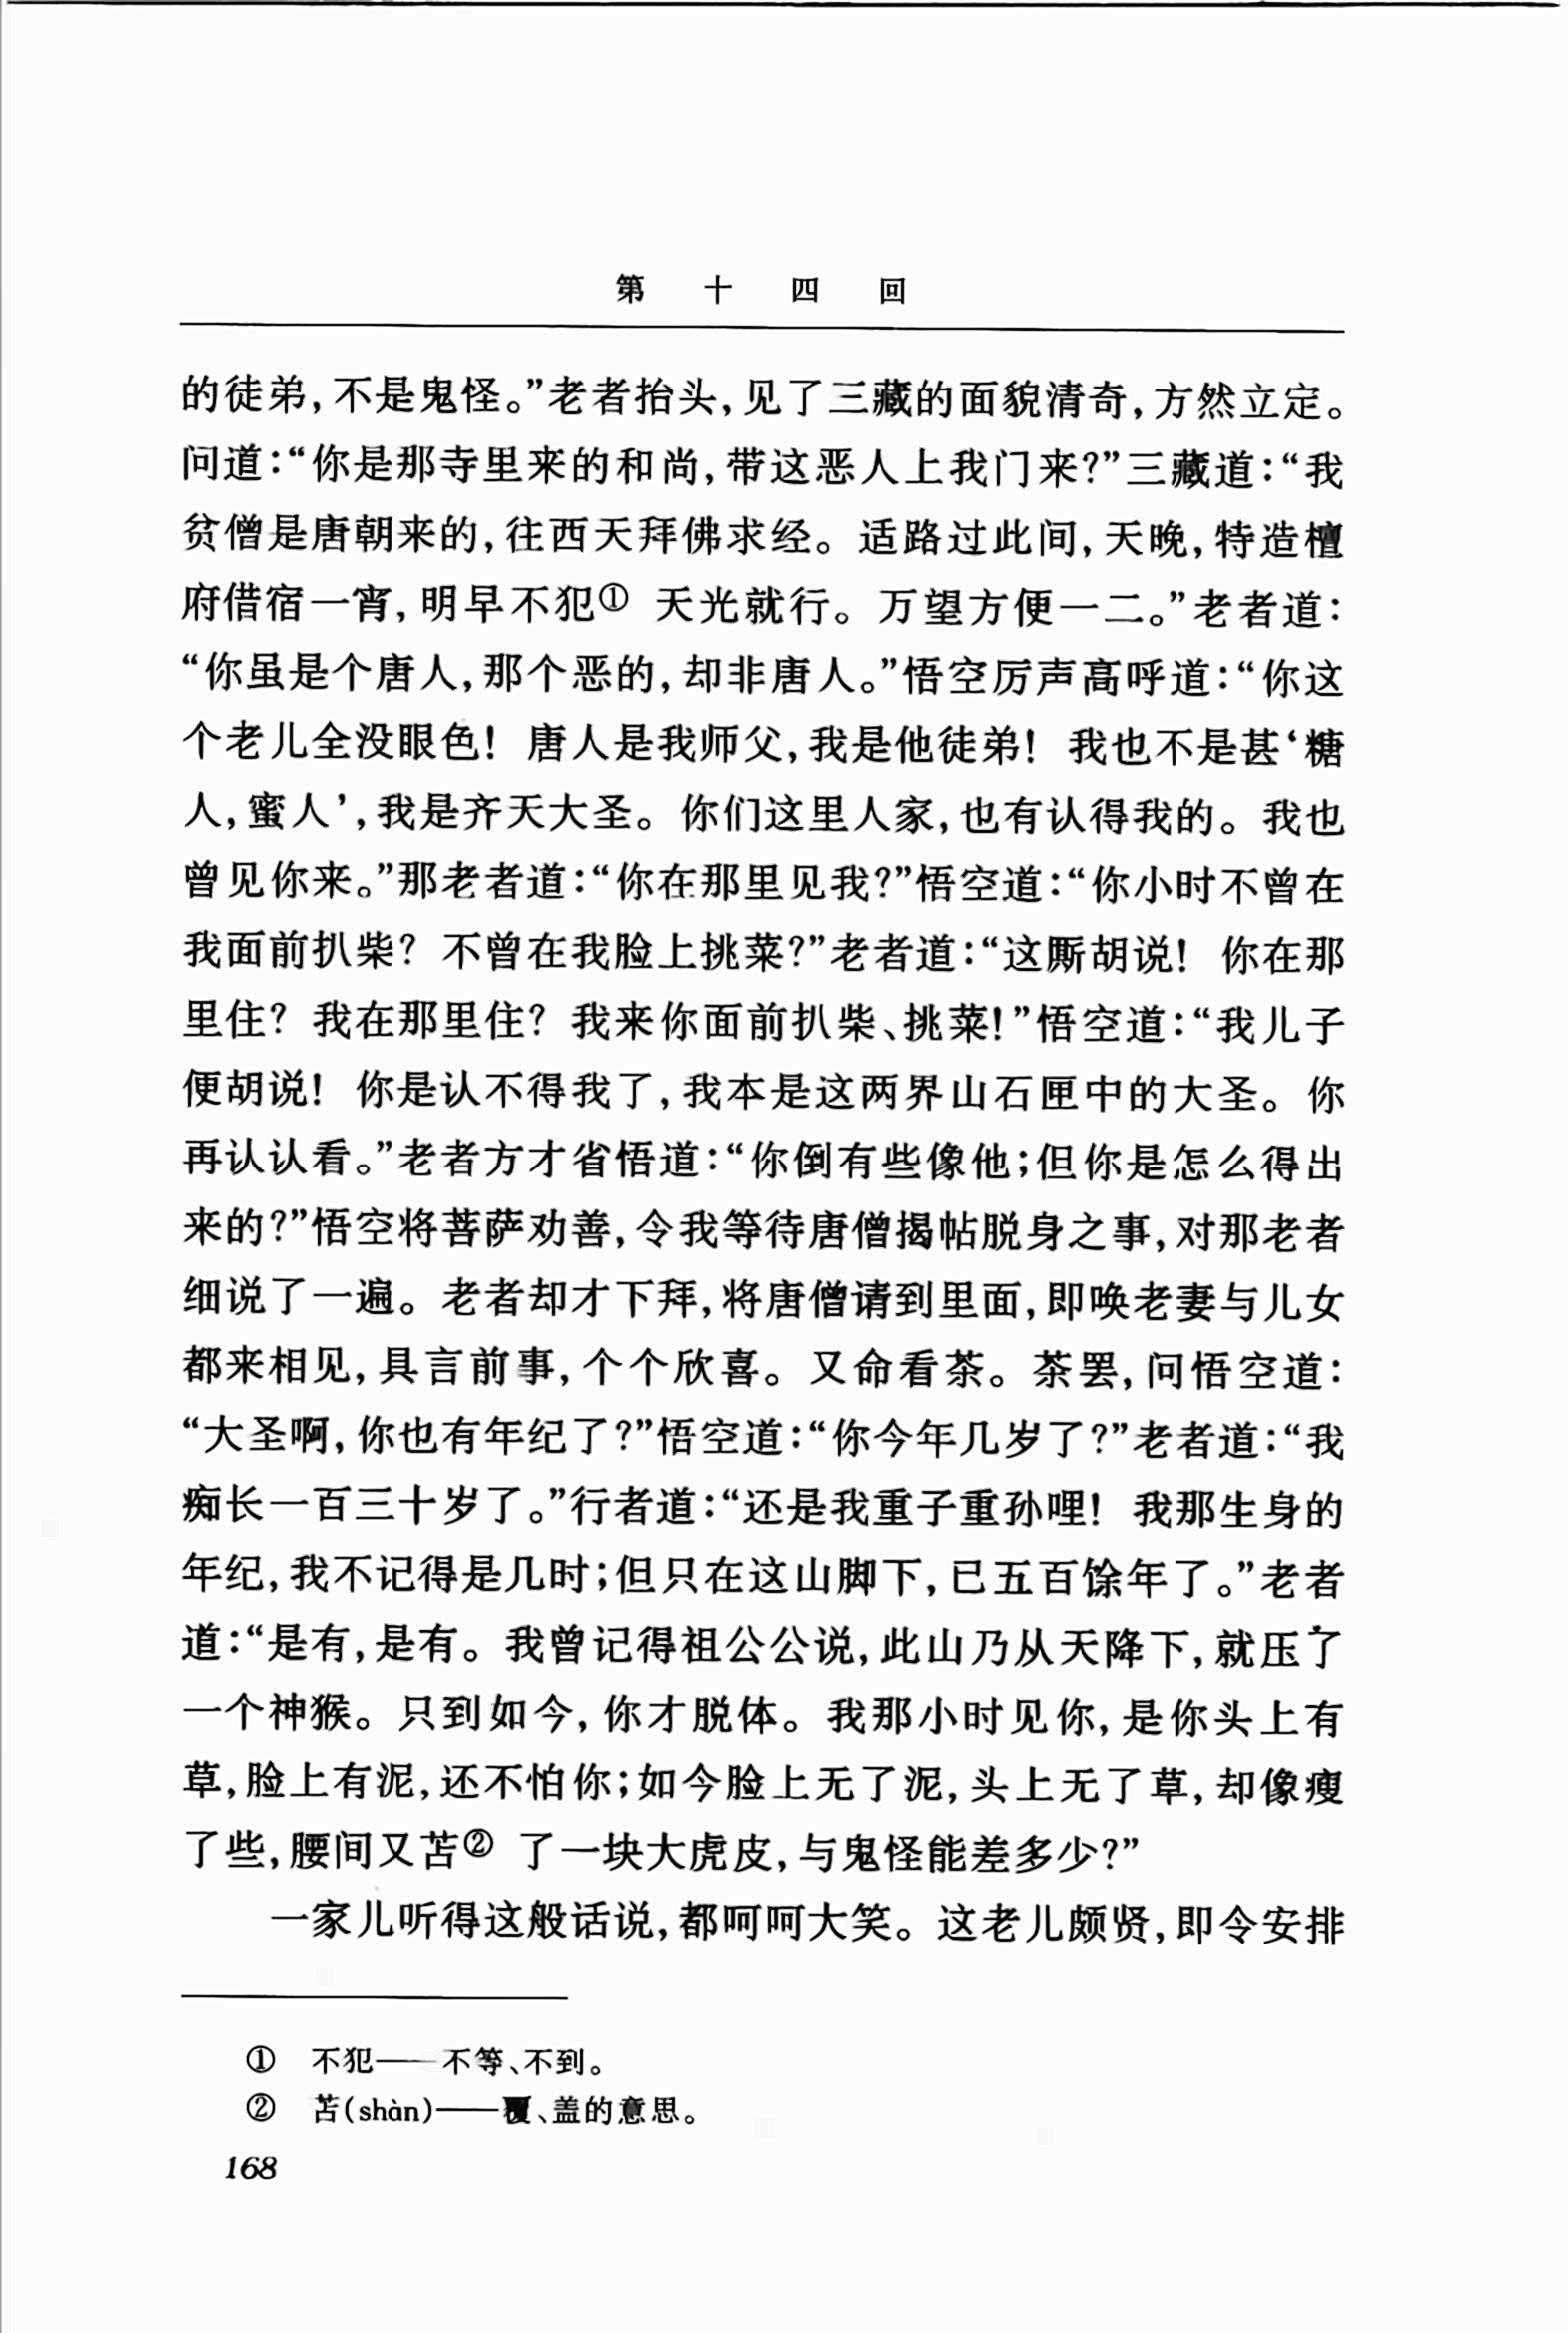 第十四回
的徒弟,不是鬼怪。”老者抬头,见了三藏的面貌清奇,方然立定。
问道:“你是那寺里来的和尚,带这恶人上我门来?”三藏道:“我
贫僧是唐朝来的,往西天拜佛求经。适路过此间,天晚,特造檀
府借宿一宵,明早不犯① 天光就行。万望方便一二。”老者道:
“你虽是个唐人,那个恶的,却非唐人。”悟空厉声高呼道:“你这
个老儿全没眼色!唐人是我师父,我是他徒弟!我也不是甚‘糖
人,蜜人’,我是齐天大圣。你们这里人家,也有认得我的。我也
曾见你来。”那老者道:“你在那里见我?”悟空道:“你小时不曾在
我面前扒柴?不曾在我脸上挑菜?”老者道:“这厮胡说!你在那
里住?我在那里住?我来你面前扒柴、挑菜!”悟空道:“我儿子
便胡说!你是认不得我了,我本是这两界山石匣中的大圣。你
再认认看。”老者方才省悟道:“你倒有些像他;但你是怎么得出
来的?”悟空将菩萨劝善,令我等待唐僧揭帖脱身之事,对那老者
细说了一遍。老者却才下拜,将唐僧请到里面,即唤老妻与儿女
都来相见,具言前事,个个欣喜。又命看茶。茶罢,问悟空道:
“大圣啊,你也有年纪了?”悟空道:“你今年几岁了?”老者道:“我
痴长一百三十岁了。”行者道:“还是我重子重孙哩!我那生身的
年纪,我不记得是几时;但只在这山脚下,已五百馀年了。”老者
道:“是有,是有。我曾记得祖公公说,此山乃从天降下,就压了
一个神猴。只到如今,你才脱体。我那小时见你,是你头上有
草,脸上有泥,还不怕你;如今脸上无了泥,头上无了草,却像瘦
了些,腰间又苫② 了一块大虎皮,与鬼怪能差多少?”
一家儿听得这般话说,都呵呵大笑。这老儿颇贤,即令安排
① 不犯——不等、不到。
② 苫(shàn)——覆、盖的意思。
168